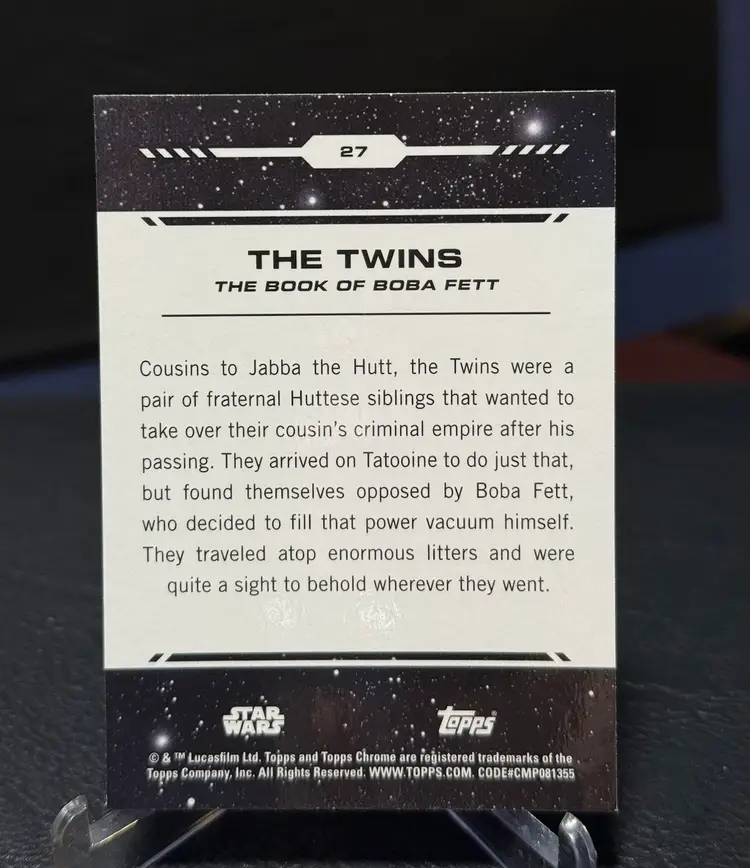 27
THE TWINS
THE BOOK OF BOBA FETT
Cousins to Jabba the Hutt, the Twins were a
pair of fraternal Huttese siblings that wanted to
take over their cousin's criminal empire after his
passing. They arrived on Tatooine to do just that,
but found themselves opposed by Boba Fett,
who decided to fill that power vacuum himself.
They traveled atop enormous litters and were
quite a sight to behold wherever they went.
STAR
WARS
TOPPS®
© & ™ Lucasfilm Ltd. Topps and Topps Chrome are registered trademarks of the
Topps Company, Inc. All Rights Reserved. WWW.TOPPS.COM. CODE#CMP081355